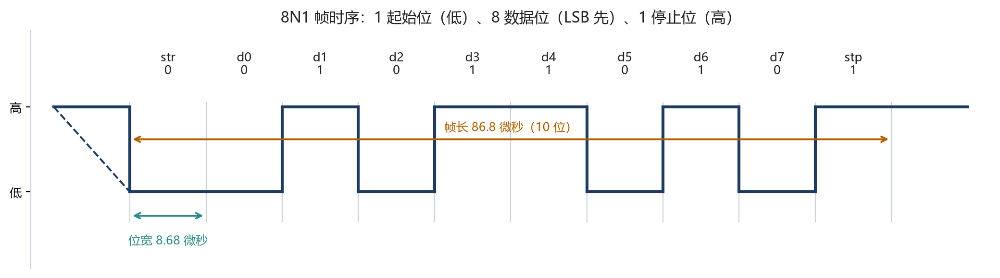 8N1 帧时序：1 起始位（低）、8 数据位（LSB 先）、1 停止位（高）
str d0 d1 d2 d3 d4 d5 d6 d7 stp
0 0 1 0 1 1 0 1 0 1
高
帧长 86.8 微秒（10 位）
低
位宽 8.68 微秒